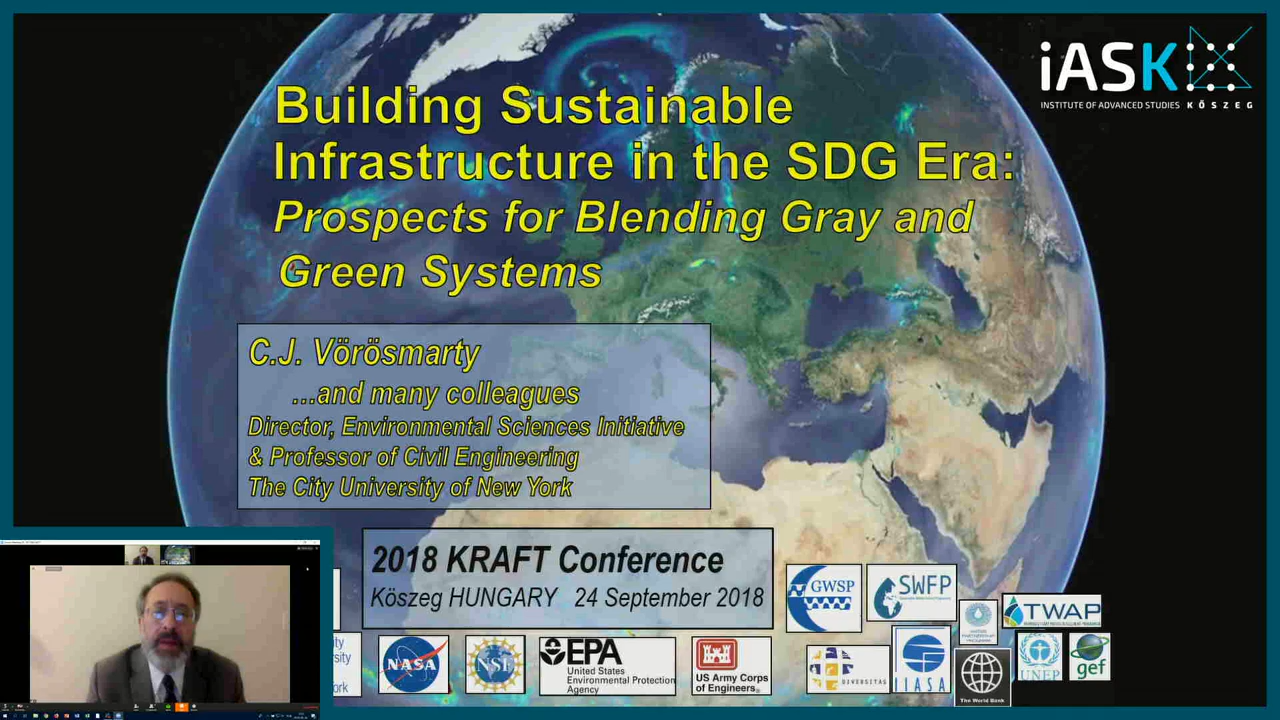 Building Sustainable
Infrastructure in the SDG Era:
Prospects for Blending Gray and
Green Systems
iASK
INSTITUTE OF ADVANCED STUDIES KŐSZEG
C.J. Vörösmarty
...and many colleagues
Director, Environmental Sciences Initiative
& Professor of Civil Engineering
The City University of New York
2018 KRAFT Conference
Köszeg HUNGARY 24 September 2018
GWSP
SWFP
TWAP
NASA
NSF
EPA
United States
Environmental Protection
Agency
US Army Corps
of Engineers®
DIVERSITAS
IIASA
The World Bank
UNEP
gef